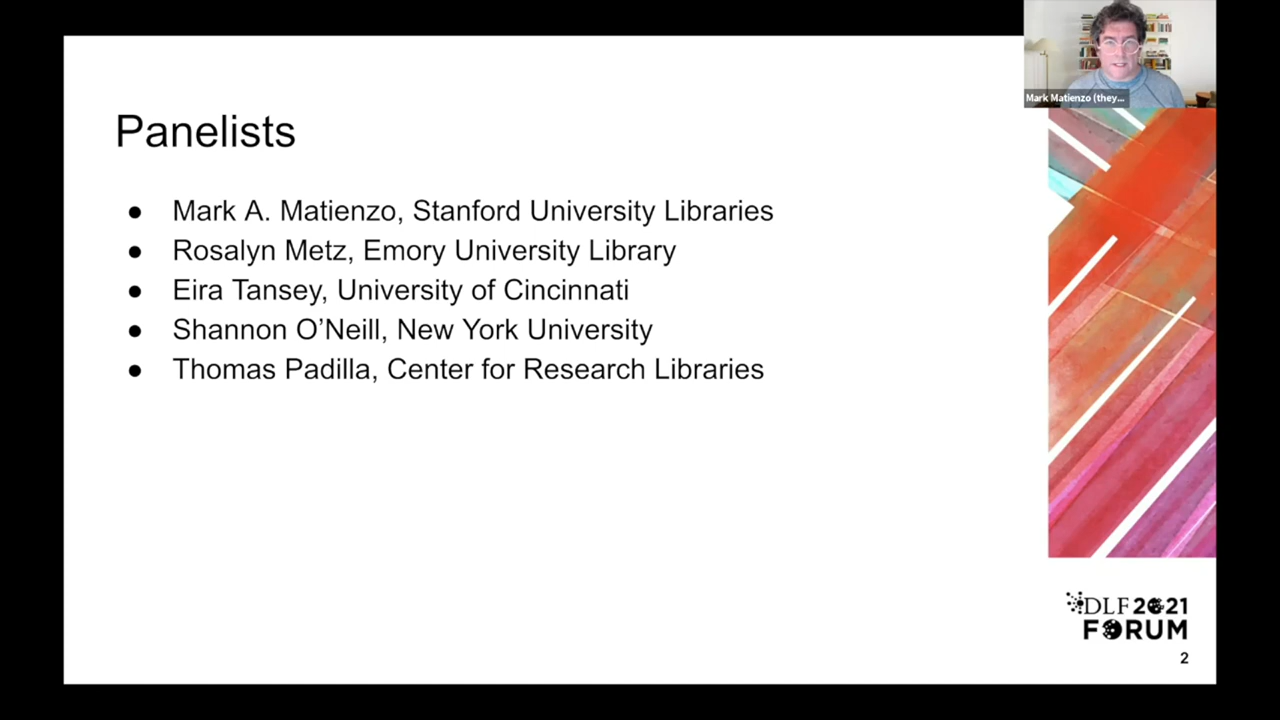 Mark Matienzo (they...
Panelists
● Mark A. Matienzo, Stanford University Libraries
● Rosalyn Metz, Emory University Library
● Eira Tansey, University of Cincinnati
● Shannon O’Neill, New York University
● Thomas Padilla, Center for Research Libraries
DLF 2021
FORUM
2